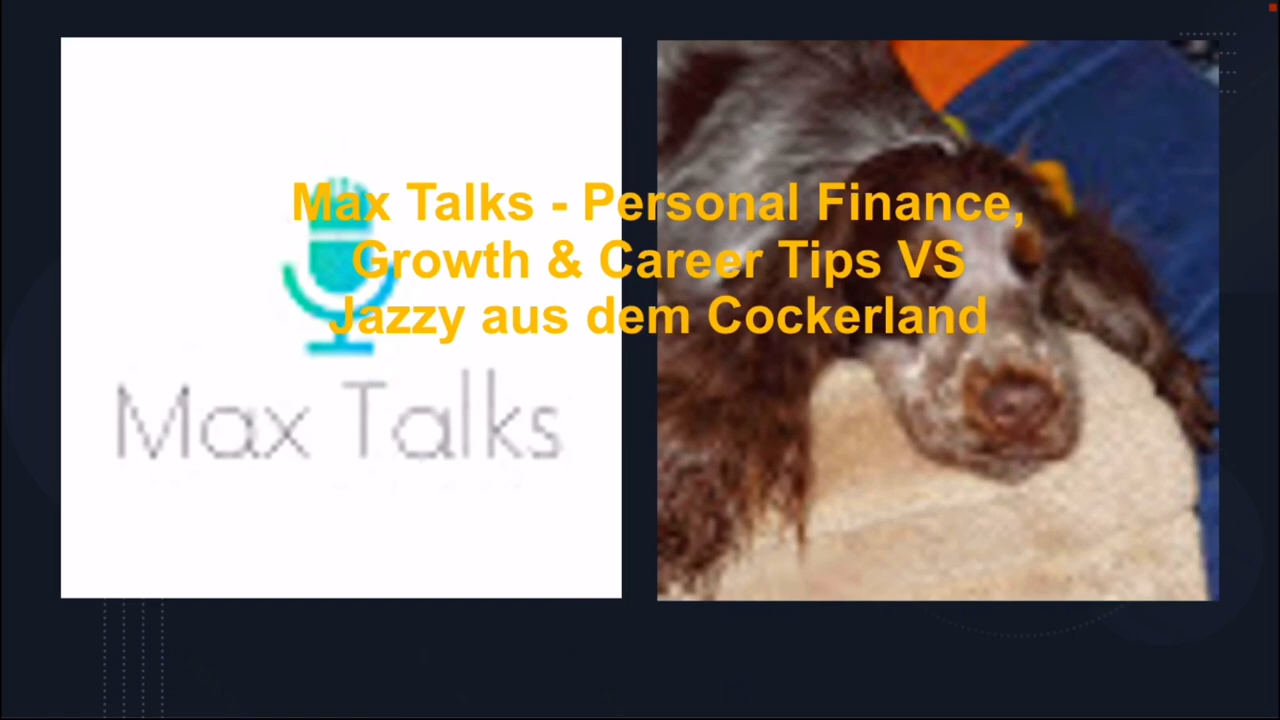 Max Talks - Personal Finance,
Growth & Career Tips VS
Jazzy aus dem Cockerland
Max Talks